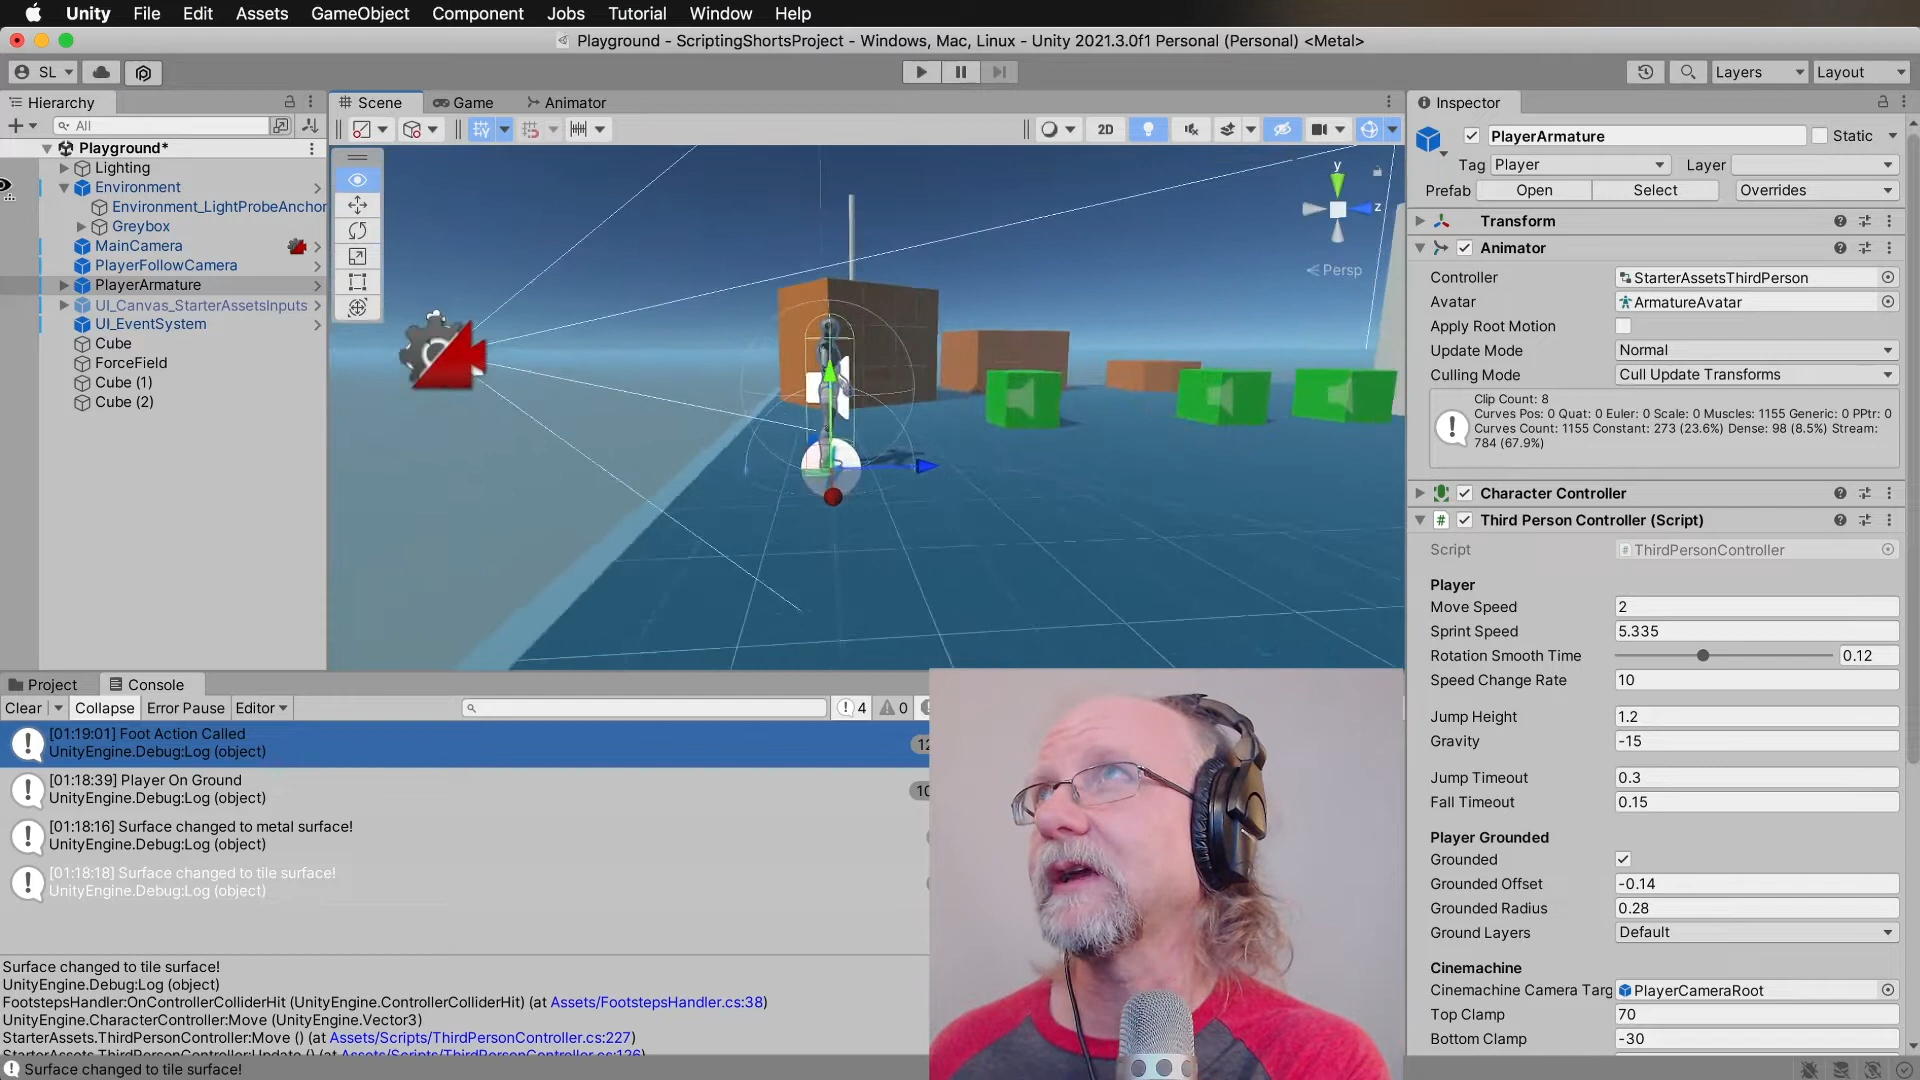 Unity File Edit Assets GameObject Component Jobs Tutorial Window Help
Playground - ScriptingShortsProject - Windows, Mac, Linux - Unity 2021.3.0f1 Personal (Personal) <Metal>
SL
Layers
Layout
Hierarchy
All
Playground*
Lighting
Environment
Environment_LightProbeAnchor
Greybox
MainCamera
PlayerFollowCamera
PlayerArmature
UI_Canvas_StarterAssetsInputs
UI_EventSystem
Cube
ForceField
Cube (1)
Cube (2)
Scene
Game
Animator
2D
y
z
Persp
Inspector
PlayerArmature
Static
Tag Player
Layer
Prefab Open Select Overrides
Transform
Animator
Controller StarterAssetsThirdPerson
Avatar ArmatureAvatar
Apply Root Motion
Update Mode Normal
Culling Mode Cull Update Transforms
Clip Count: 8
Curves Pos: 0 Quat: 0 Euler: 0 Scale: 0 Muscles: 1155 Generic: 0 PPtr: 0
Curves Count: 1155 Constant: 273 (23.6%) Dense: 98 (8.5%) Stream:
784 (67.9%)
Character Controller
# Third Person Controller (Script)
Script # ThirdPersonController
Player
Move Speed 2
Sprint Speed 5.335
Rotation Smooth Time 0.12
Speed Change Rate 10
Jump Height 1.2
Gravity -15
Jump Timeout 0.3
Fall Timeout 0.15
Player Grounded
Grounded
Grounded Offset -0.14
Grounded Radius 0.28
Ground Layers Default
Cinemachine
Cinemachine Camera Targ PlayerCameraRoot
Top Clamp 70
Bottom Clamp -30
Project
Console
Clear Collapse Error Pause Editor
4
0
[01:19:01] Foot Action Called
UnityEngine.Debug:Log (object)
12
[01:18:39] Player On Ground
UnityEngine.Debug:Log (object)
10
[01:18:16] Surface changed to metal surface!
UnityEngine.Debug:Log (object)
[01:18:18] Surface changed to tile surface!
UnityEngine.Debug:Log (object)
Surface changed to tile surface!
UnityEngine.Debug:Log (object)
FootstepsHandler:OnControllerColliderHit (UnityEngine.ControllerColliderHit) (at Assets/FootstepsHandler.cs:38)
UnityEngine.CharacterController:Move (UnityEngine.Vector3)
StarterAssets.ThirdPersonController:Move () (at Assets/Scripts/ThirdPersonController.cs:227)
StarterAssets.ThirdPersonController:Update () (at Assets/Scripts/ThirdPersonController.cs:126)
Surface changed to tile surface!